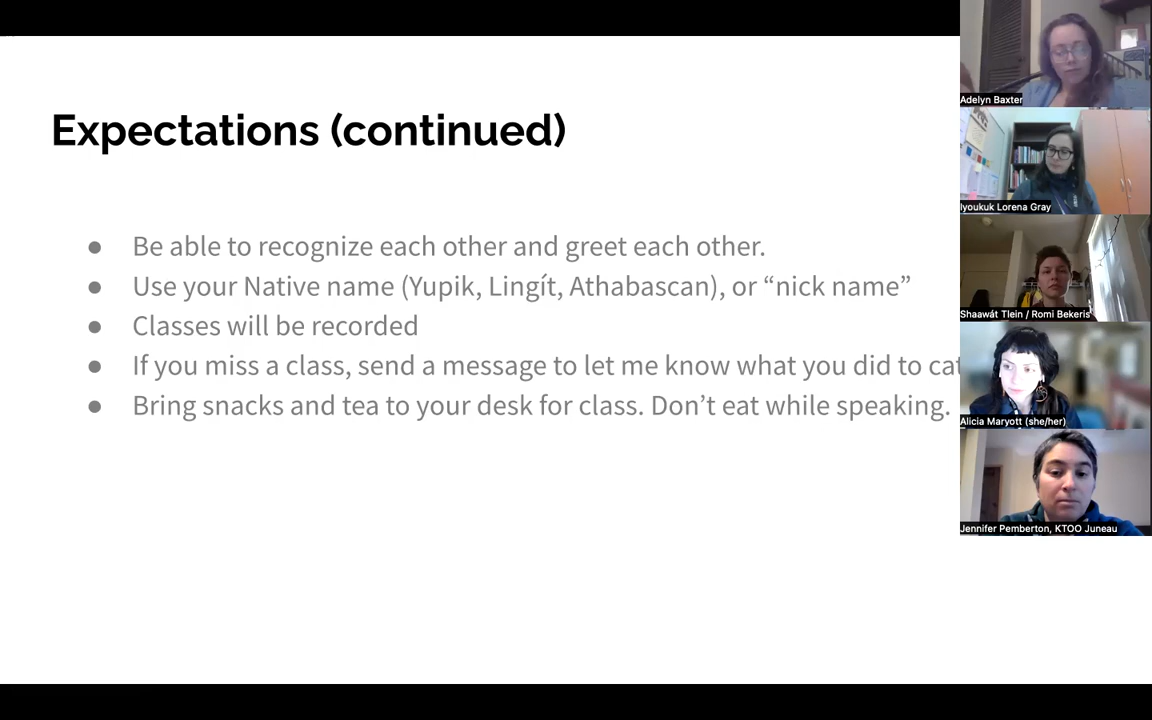 Expectations (continued)
● Be able to recognize each other and greet each other.
● Use your Native name (Yupik, Lingít, Athabascan), or “nick name”
● Classes will be recorded
● If you miss a class, send a message to let me know what you did to cat
● Bring snacks and tea to your desk for class. Don’t eat while speaking.
Adelyn Baxter
Iyoukuk Lorena Gray
Shaawát Tlein / Romi Bekeris
Alicia Maryott (she/her)
Jennifer Pemberton, KTOO Juneau